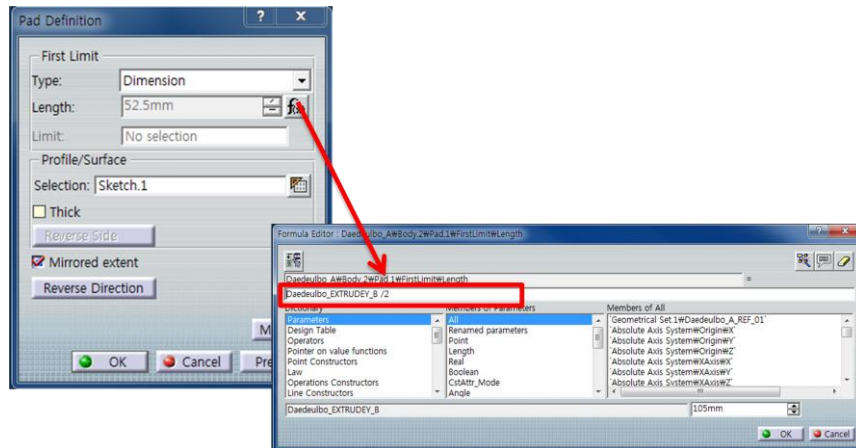 Pad Definition
? X
First Limit
Type: Dimension
Length: 52.5mm
Limit: No selection
Profile/Surface
Selection: Sketch.1
Thick
Reverse Side
Mirrored extent
Reverse Direction
OK Cancel
Formula Editor : Daedeulbo_A₩Body.2₩Pad.1₩FirstLimit₩Length
Daedeulbo_A₩Body.2₩Pad.1₩FirstLimit₩Length =
Daedeulbo_EXTRUDEY_B /2
Dictionary Members of Parameters Members of All
Parameters All `Geometrical Set.1₩Daedeulbo_A_REF_01`
Design Table Renamed parameters `Absolute Axis System₩Origin₩X`
Operators Point `Absolute Axis System₩Origin₩Y`
Pointer on value functions Length `Absolute Axis System₩Origin₩Z`
Point Constructors Real `Absolute Axis System₩XAxis₩X`
Law Boolean `Absolute Axis System₩XAxis₩Y`
Operations Constructors CstAttr_Mode `Absolute Axis System₩XAxis₩Z`
Line Constructors Angle
Daedeulbo_EXTRUDEY_B 105mm
OK Cancel